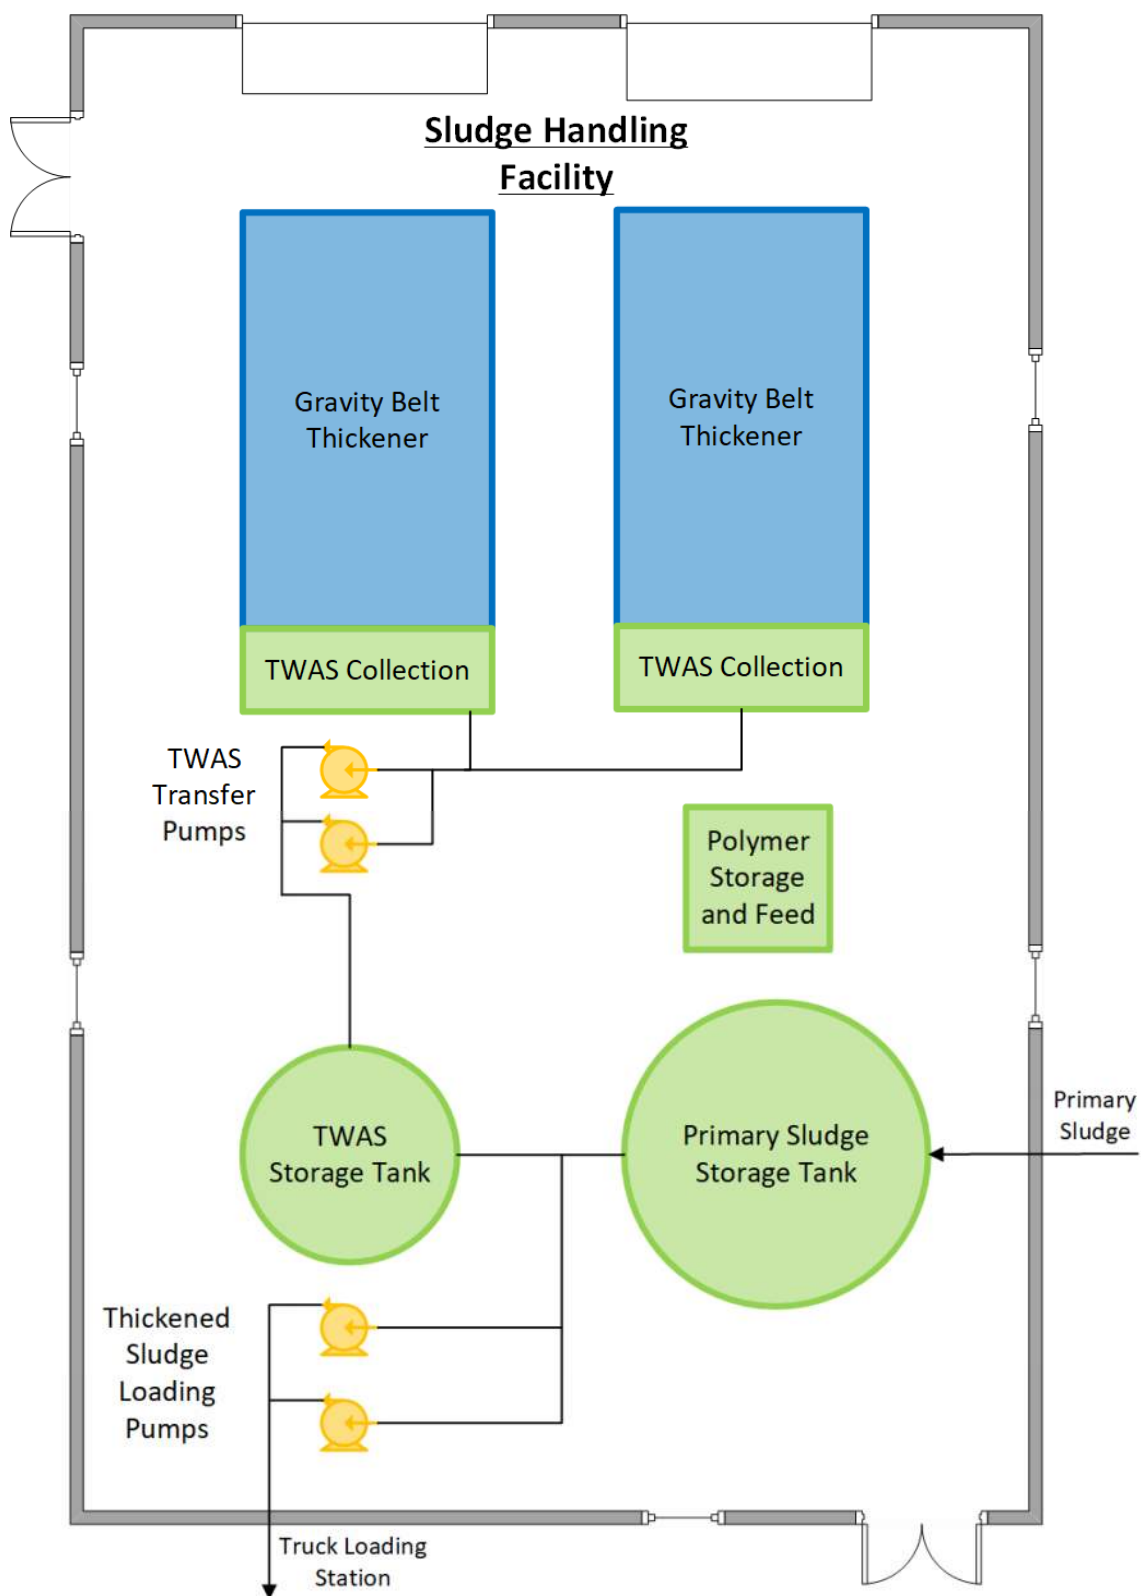 Sludge Handling
Facility
Gravity Belt
Thickener
Gravity Belt
Thickener
TWAS Collection
TWAS Collection
TWAS
Transfer
Pumps
Polymer
Storage
and Feed
TWAS
Storage Tank
Primary Sludge
Storage Tank
Primary
Sludge
Thickened
Sludge
Loading
Pumps
Truck Loading
Station